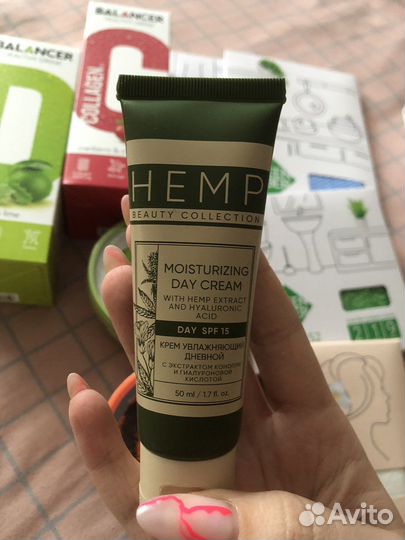 BALANCER
BALANCER
COLLAGEN
lime
HEMP
BEAUTY COLLECTION
MOISTURIZING
DAY CREAM
WITH HEMP EXTRACT
AND HYALURONIC
ACID
DAY SPF 15
КРЕМ УВЛАЖНЯЮЩИЙ
ДНЕВНОЙ
С ЭКСТРАКТОМ КОНОПЛИ
И ГИАЛУРОНОВОЙ
КИСЛОТОЙ
50 ml / 1.7 fl. oz.
Avito